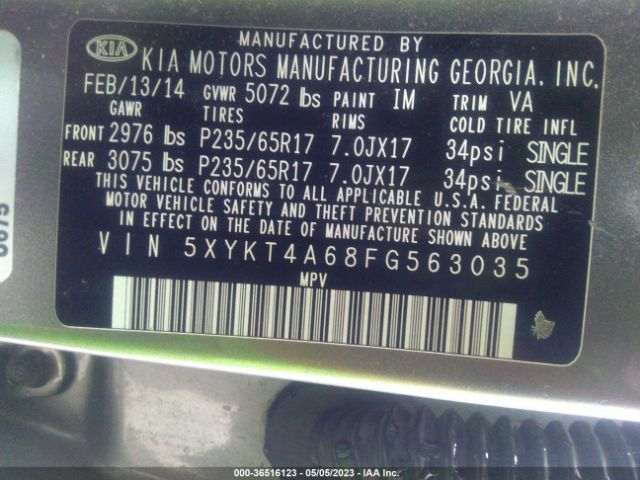 MANUFACTURED BY
KIA KIA MOTORS MANUFACTURING GEORGIA, INC.
FEB/13/14 GVWR 5072 lbs PAINT IM TRIM VA
GAWR TIRES RIMS COLD TIRE INFL
FRONT 2976 lbs P235/65R17 7.0JX17 34psi SINGLE
REAR 3075 lbs P235/65R17 7.0JX17 34psi SINGLE
THIS VEHICLE CONFORMS TO ALL APPLICABLE U.S.A. FEDERAL
MOTOR VEHICLE SAFETY AND THEFT PREVENTION STANDARDS
IN EFFECT ON THE DATE OF MANUFACTURE SHOWN ABOVE
VIN 5XYKT4A68FG563035
MPV
000-36516123 - 05/05/2023 - IAA Inc.